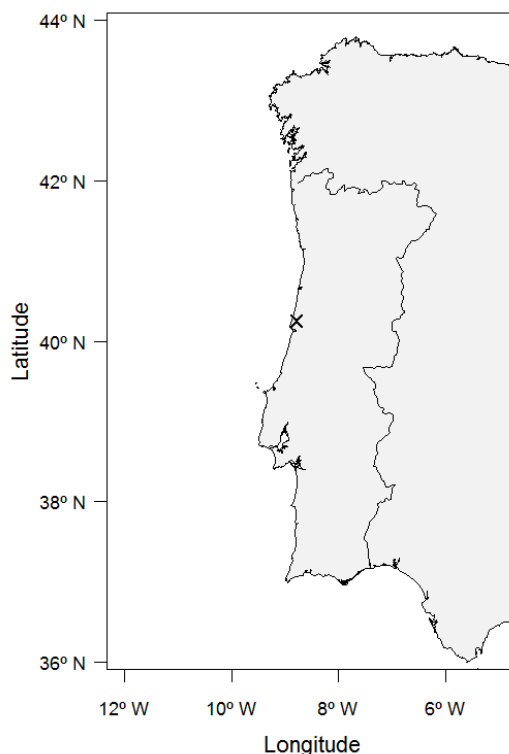 44º N
42º N
40º N
38º N
36º N
Latitude
12º W
10º W
8º W
6º W
Longitude